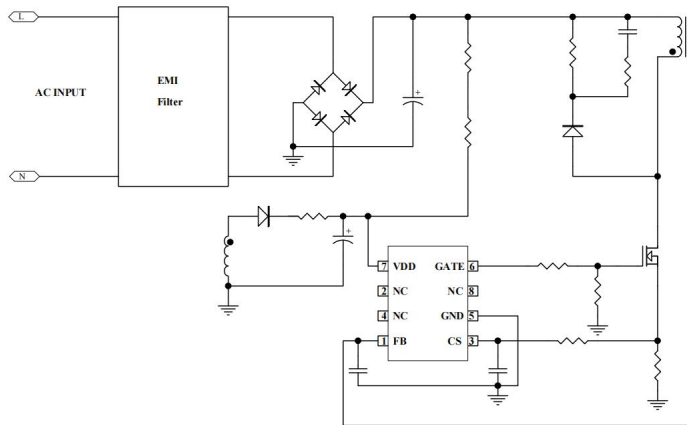 L
AC INPUT
EMI
Filter
N
+
+
7 VDD GATE 6
2 NC NC 8
4 NC GND 5
1 FB CS 3